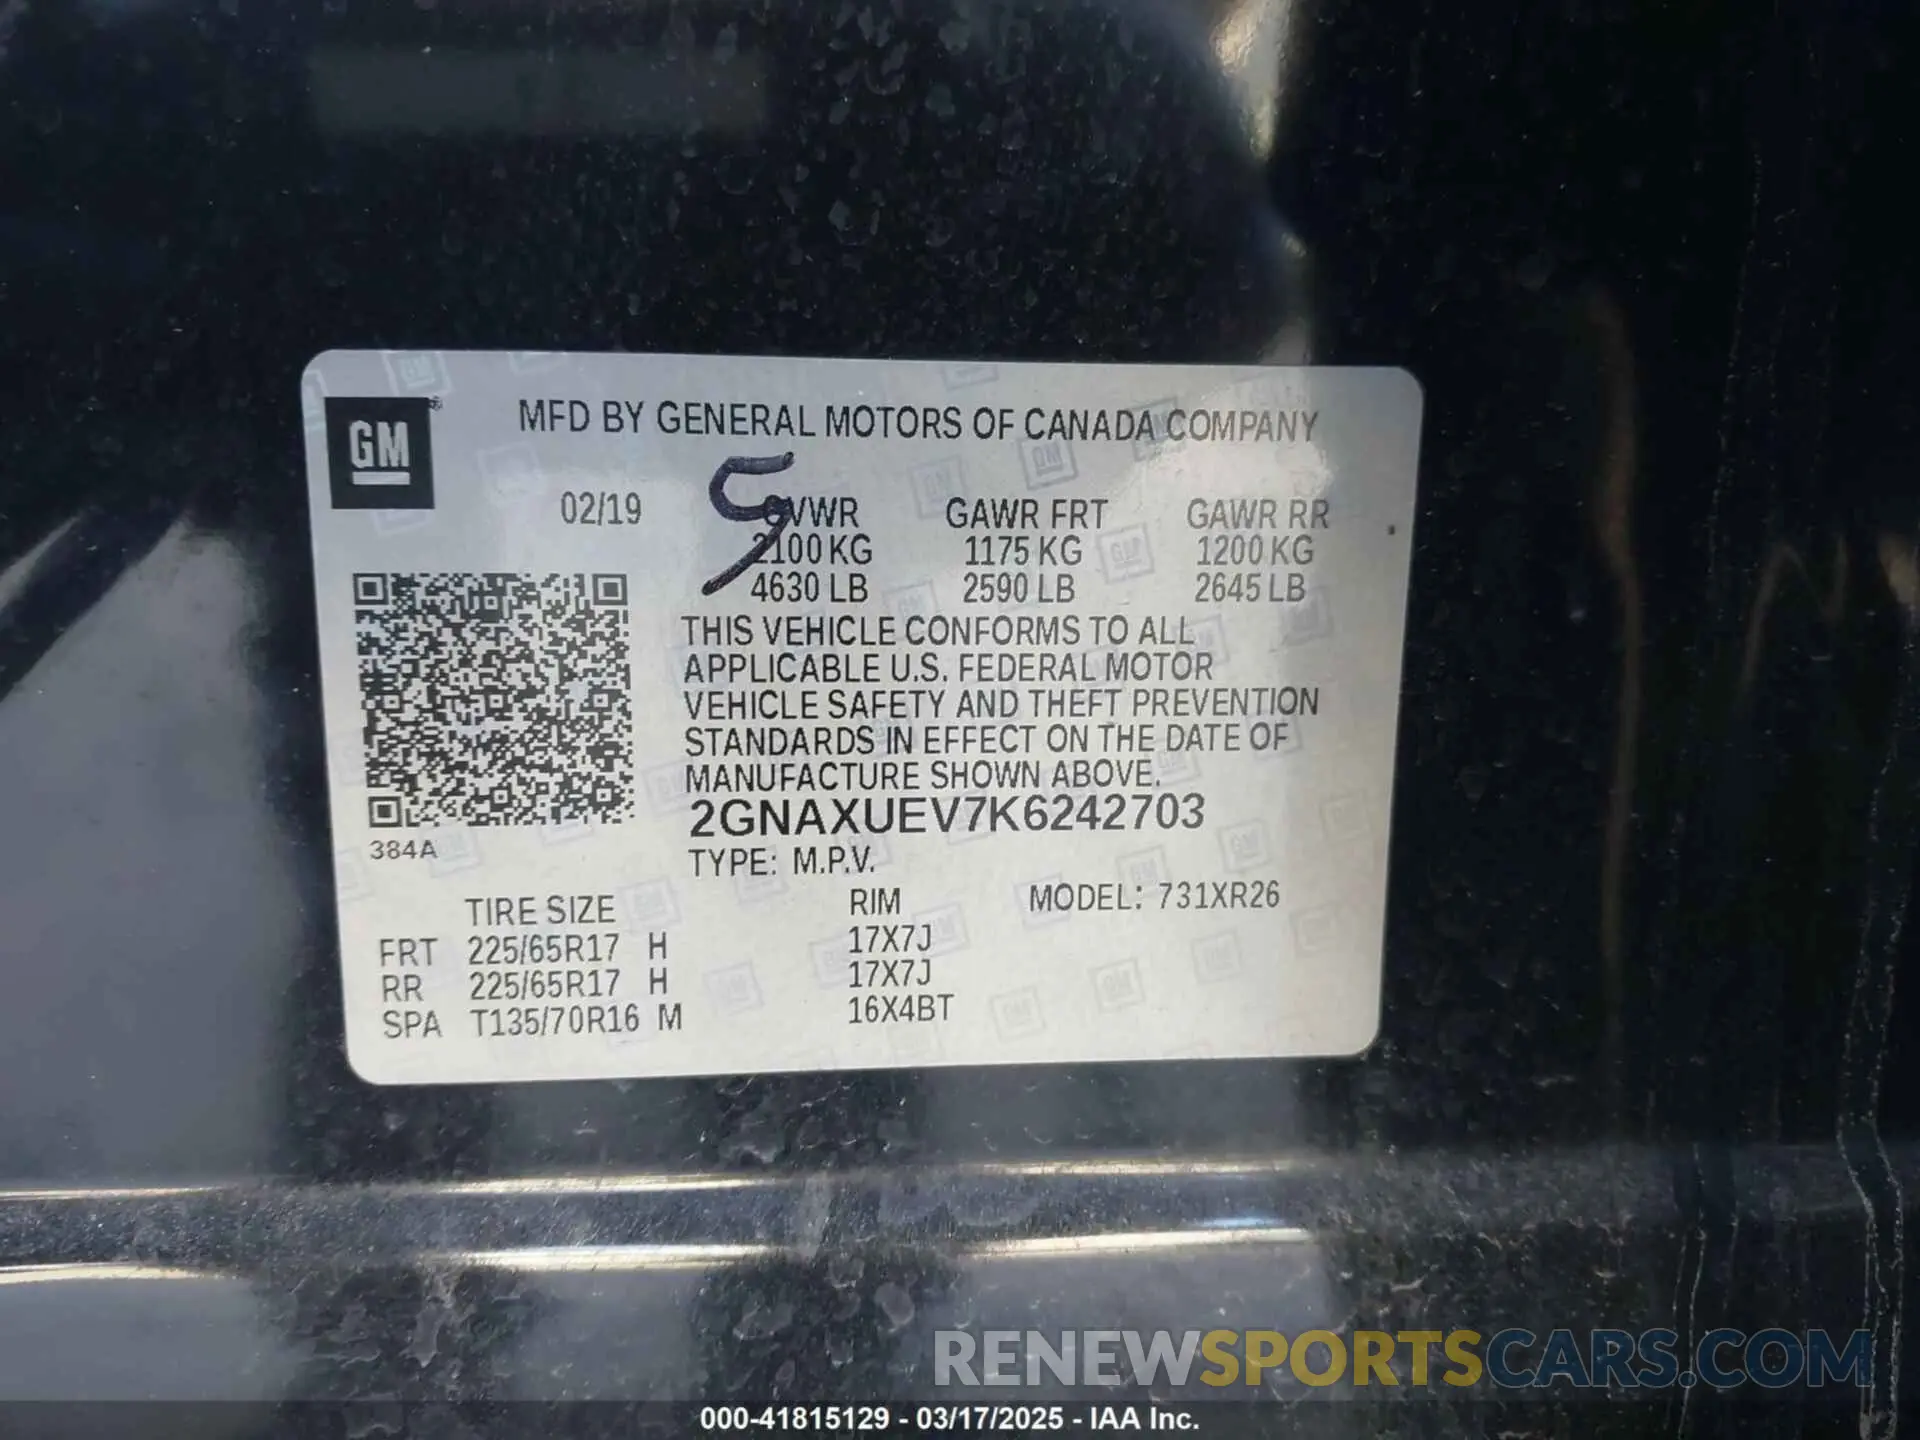 GM ®
MFD BY GENERAL MOTORS OF CANADA COMPANY
5
02/19 GVWR GAWR FRT GAWR RR
2100 KG 1175 KG 1200 KG
4630 LB 2590 LB 2645 LB
THIS VEHICLE CONFORMS TO ALL
APPLICABLE U.S. FEDERAL MOTOR
VEHICLE SAFETY AND THEFT PREVENTION
STANDARDS IN EFFECT ON THE DATE OF
MANUFACTURE SHOWN ABOVE.
2GNAXUEV7K6242703
384A
TYPE: M.P.V.
TIRE SIZE RIM MODEL: 731XR26
FRT 225/65R17 H 17X7J
RR 225/65R17 H 17X7J
SPA T135/70R16 M 16X4BT
RENEWSPORTSCARS.COM
000-41815129 - 03/17/2025 - IAA Inc.